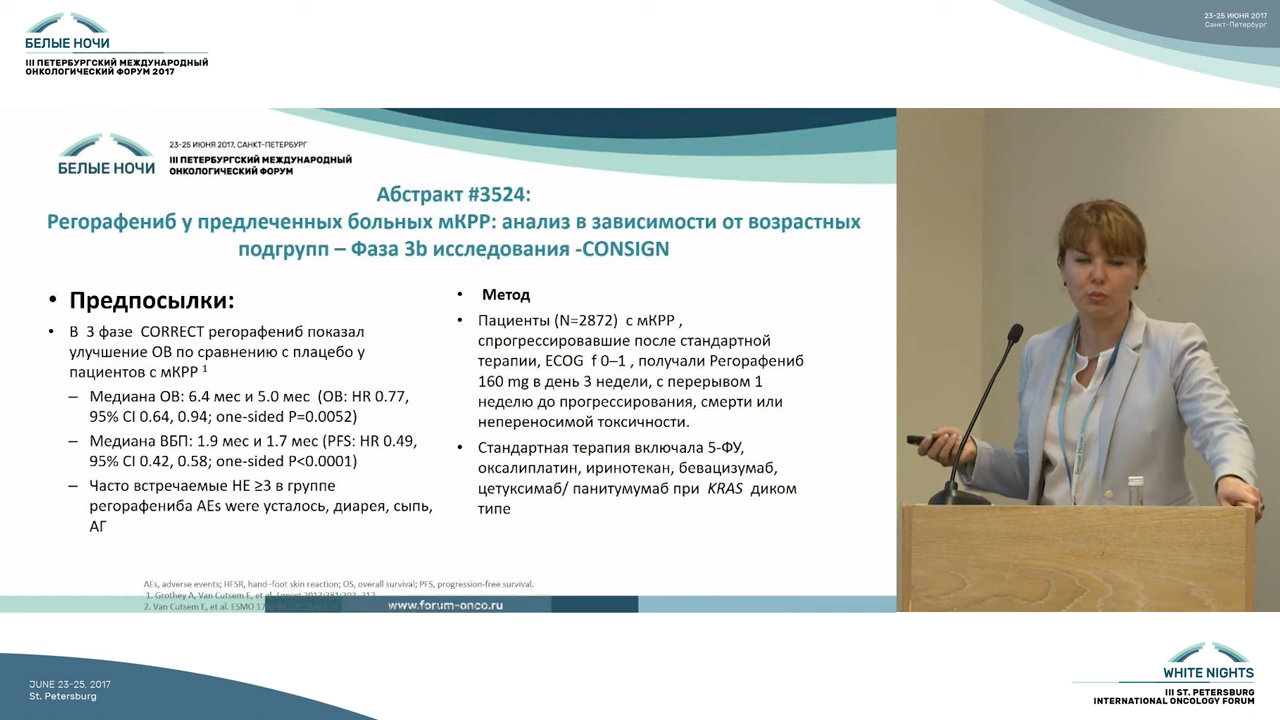 БЕЛЫЕ НОЧИ
III ПЕТЕРБУРГСКИЙ МЕЖДУНАРОДНЫЙ
ОНКОЛОГИЧЕСКИЙ ФОРУМ 2017
23-25 ИЮНЯ 2017
Санкт-Петербург
БЕЛЫЕ НОЧИ
23-25 ИЮНЯ 2017, САНКТ-ПЕТЕРБУРГ
III ПЕТЕРБУРГСКИЙ МЕЖДУНАРОДНЫЙ
ОНКОЛОГИЧЕСКИЙ ФОРУМ
Абстракт #3524:
Регорафениб у предлеченных больных мКРР: анализ в зависимости от возрастных
подгрупп – Фаза 3b исследования -CONSIGN
• Предпосылки:
• В 3 фазе CORRECT регорафениб показал
улучшение ОВ по сравнению с плацебо у
пациентов с мКРР 1
– Медиана ОВ: 6.4 мес и 5.0 мес (ОВ: HR 0.77,
95% CI 0.64, 0.94; one-sided P=0.0052)
– Медиана ВБП: 1.9 мес и 1.7 мес (PFS: HR 0.49,
95% CI 0.42, 0.58; one-sided P<0.0001)
– Часто встречаемые НЕ ≥3 в группе
регорафениба AEs were усталось, диарея, сыпь,
АГ
• Метод
• Пациенты (N=2872) с мКРР ,
спрогрессировавшие после стандартной
терапии, ECOG f 0–1 , получали Регорафениб
160 mg в день 3 недели, с перерывом 1
неделю до прогрессирования, смерти или
непереносимой токсичности.
• Стандартная терапия включала 5-ФУ,
оксалиплатин, иринотекан, бевацизумаб,
цетуксимаб/ панитумумаб при KRAS диком
типе
AEs, adverse events; HFSR, hand–foot skin reaction; OS, overall survival; PFS, progression-free survival.
1. Grothey A, Van Cutsem E, et al. Lancet 2013;381:303–312.
2. Van Cutsem E, et al. ESMO 17
www.forum-onco.ru
JUNE 23-25, 2017
St. Petersburg
WHITE NIGHTS
III ST. PETERSBURG
INTERNATIONAL ONCOLOGY FORUM